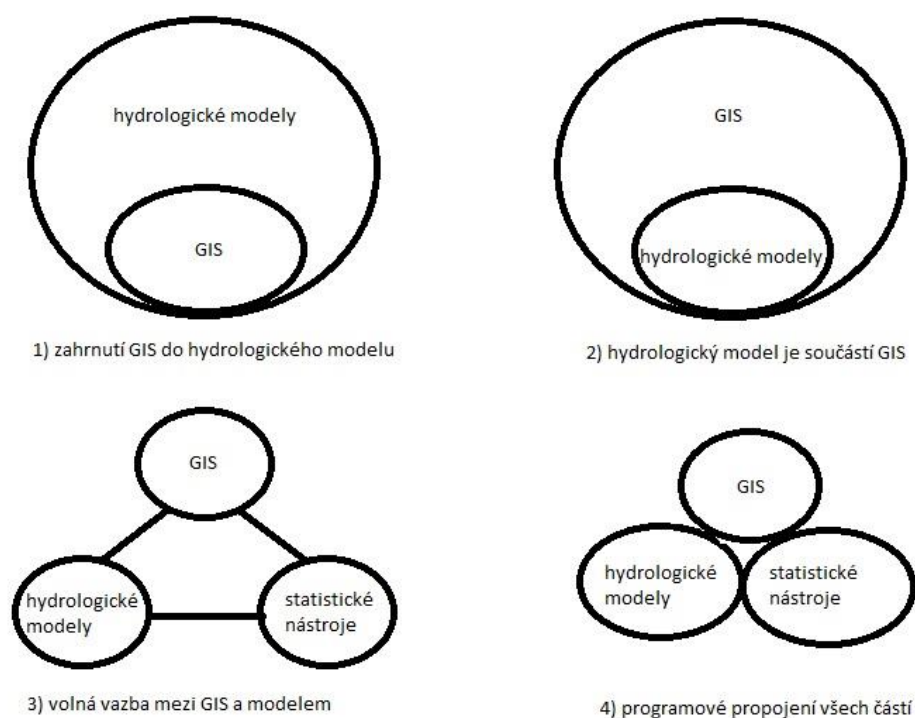 hydrologické modely
GIS
1) zahrnutí GIS do hydrologického modelu
GIS
hydrologické modely
2) hydrologický model je součástí GIS
GIS
hydrologické
modely
statistické
nástroje
3) volná vazba mezi GIS a modelem
GIS
hydrologické
modely
statistické
nástroje
4) programové propojení všech částí